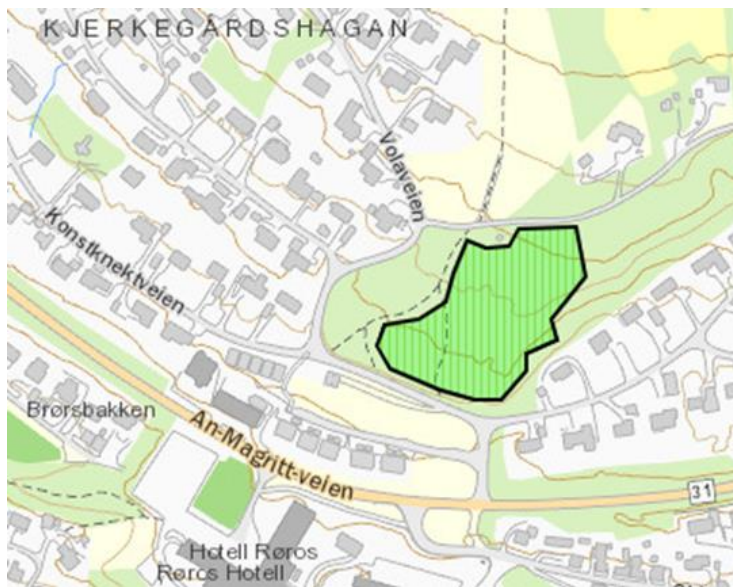 KJERKEGÅRDSHAGAN
Volaveien
Konstknektveien
Brørsbakken
An-Magritt-veien
31
Hotell Røros
Røros Hotell